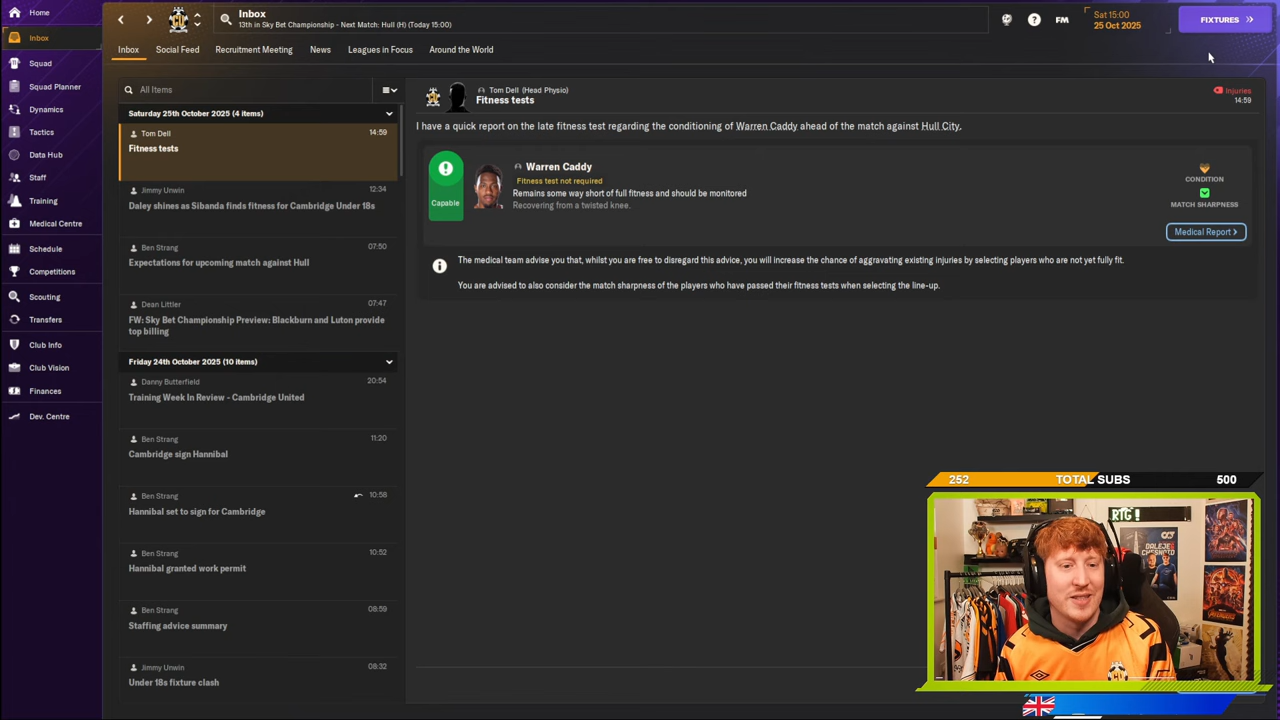 Home
Inbox
Squad
Squad Planner
Dynamics
Tactics
Data Hub
Staff
Training
Medical Centre
Schedule
Competitions
Scouting
Transfers
Club Info
Club Vision
Finances
Dev. Centre
Inbox
13th in Sky Bet Championship - Next Match: Hull (H) (Today 15:00)
FM
Sat 15:00
25 Oct 2025
FIXTURES
Inbox
Social Feed
Recruitment Meeting
News
Leagues in Focus
Around the World
All Items
Saturday 25th October 2025 (4 items)
Tom Dell
14:59
Fitness tests
Jimmy Unwin
12:34
Daley shines as Sibanda finds fitness for Cambridge Under 18s
Ben Strang
07:50
Expectations for upcoming match against Hull
Dean Littler
07:47
FW: Sky Bet Championship Preview: Blackburn and Luton provide
top billing
Friday 24th October 2025 (10 items)
Danny Butterfield
20:54
Training Week In Review - Cambridge United
Ben Strang
11:20
Cambridge sign Hannibal
Ben Strang
10:58
Hannibal set to sign for Cambridge
Ben Strang
10:52
Hannibal granted work permit
Ben Strang
08:59
Staffing advice summary
Jimmy Unwin
08:32
Under 18s fixture clash
Tom Dell (Head Physio)
Fitness tests
Injuries
14:59
I have a quick report on the late fitness test regarding the conditioning of Warren Caddy ahead of the match against Hull City.
Capable
Warren Caddy
Fitness test not required
Remains some way short of full fitness and should be monitored
Recovering from a twisted knee.
CONDITION
MATCH SHARPNESS
Medical Report
The medical team advise you that, whilst you are free to disregard this advice, you will increase the chance of aggravating existing injuries by selecting players who are not yet fully fit.
You are advised to also consider the match sharpness of the players who have passed their fitness tests when selecting the line-up.
252
TOTAL SUBS
500
RTG !